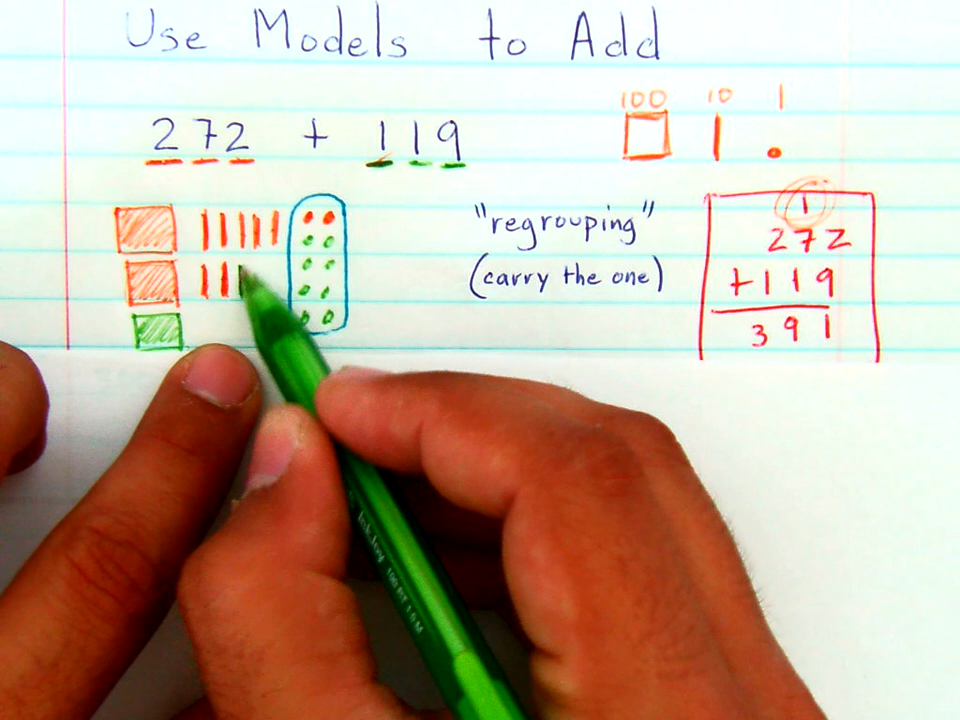 Use Models to Add
100 10 1
272 + 119
"regrouping"
(carry the one)
1
272
+119
391